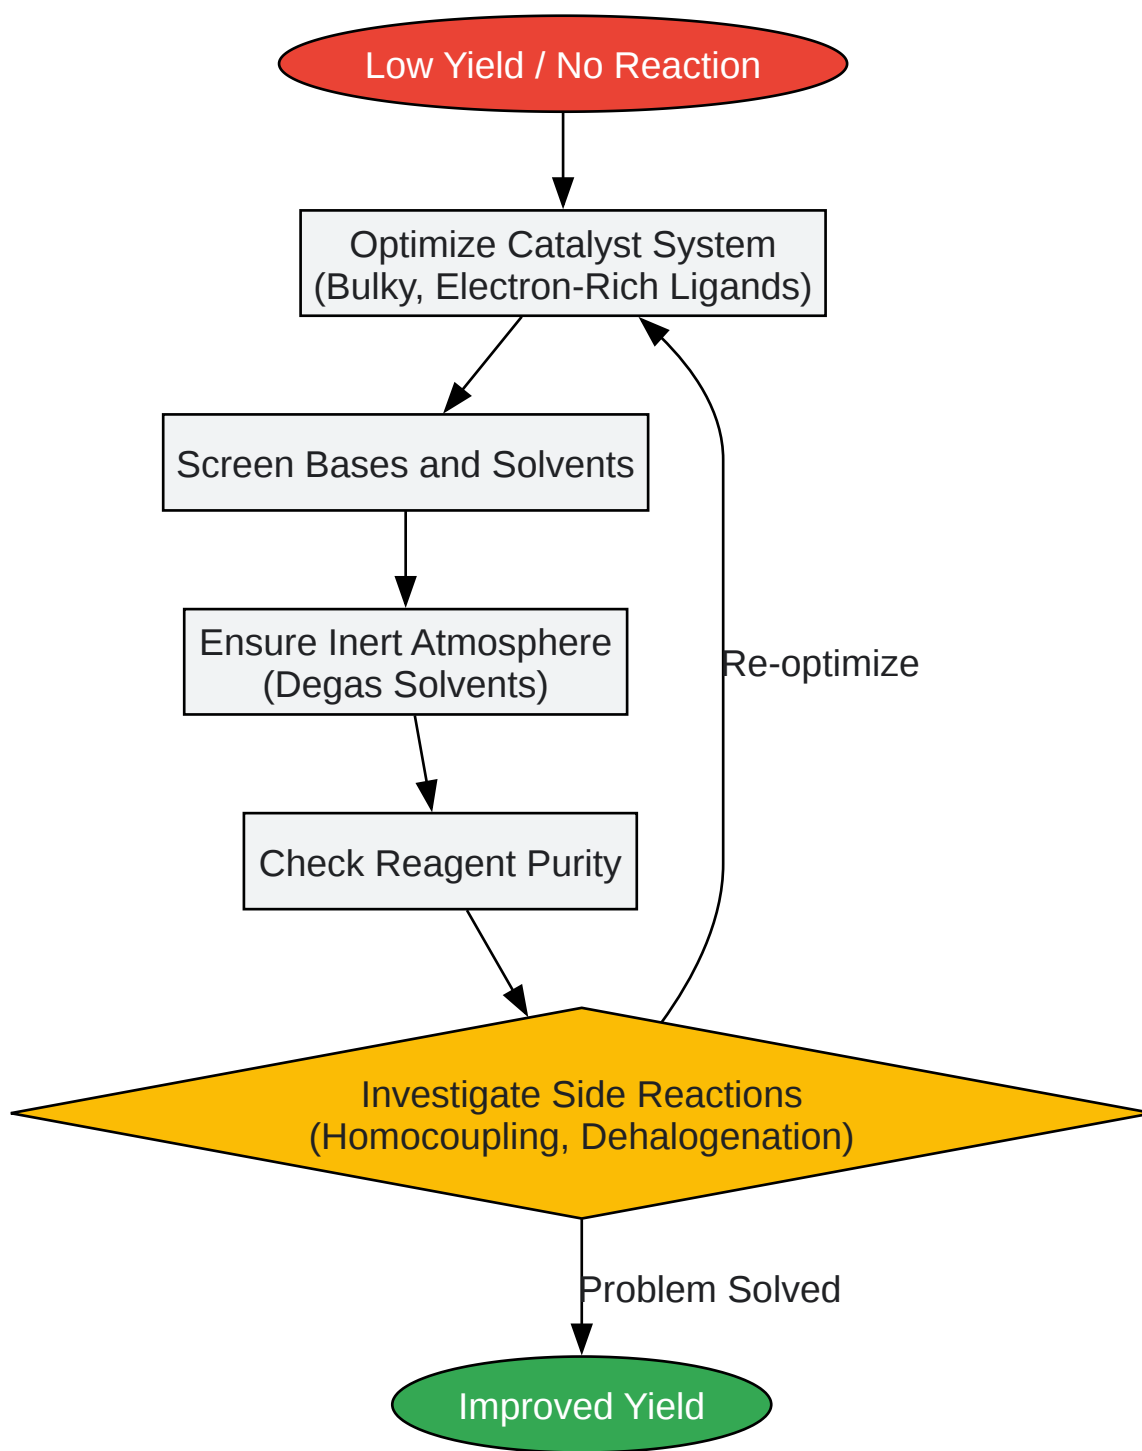 Low Yield / No Reaction
Optimize Catalyst System
(Bulky, Electron-Rich Ligands)
Screen Bases and Solvents
Ensure Inert Atmosphere
(Degas Solvents)
Re-optimize
Check Reagent Purity
Investigate Side Reactions
(Homocoupling, Dehalogenation)
Problem Solved
Improved Yield